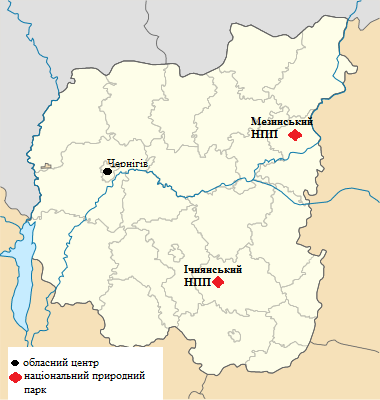 Мезинський
НПП
Чернігів
Ічнянський
НПП
обласний центр
національний природний
парк